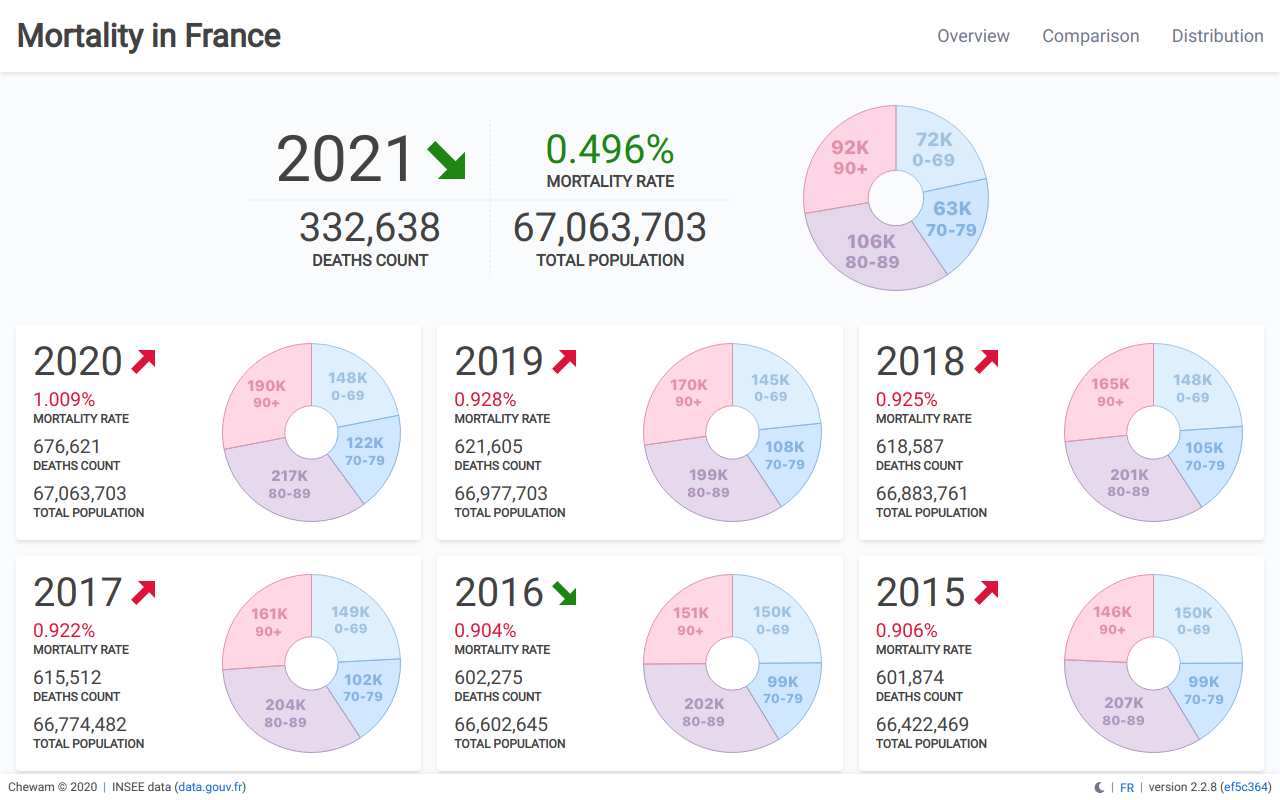 Mortality in France
Overview Comparison Distribution
2021
0.496%
MORTALITY RATE
332,638
DEATHS COUNT
67,063,703
TOTAL POPULATION
92K
90+
72K
0-69
63K
70-79
106K
80-89
2020
1.009%
MORTALITY RATE
676,621
DEATHS COUNT
67,063,703
TOTAL POPULATION
190K
90+
148K
0-69
122K
70-79
217K
80-89
2019
0.928%
MORTALITY RATE
621,605
DEATHS COUNT
66,977,703
TOTAL POPULATION
170K
90+
145K
0-69
108K
70-79
199K
80-89
2018
0.925%
MORTALITY RATE
618,587
DEATHS COUNT
66,883,761
TOTAL POPULATION
165K
90+
148K
0-69
105K
70-79
201K
80-89
2017
0.922%
MORTALITY RATE
615,512
DEATHS COUNT
66,774,482
TOTAL POPULATION
161K
90+
149K
0-69
102K
70-79
204K
80-89
2016
0.904%
MORTALITY RATE
602,275
DEATHS COUNT
66,602,645
TOTAL POPULATION
151K
90+
150K
0-69
99K
70-79
202K
80-89
2015
0.906%
MORTALITY RATE
601,874
DEATHS COUNT
66,422,469
TOTAL POPULATION
146K
90+
150K
0-69
99K
70-79
207K
80-89
Chewam © 2020 | INSEE data (data.gouv.fr)
| FR | version 2.2.8 (ef5c364)